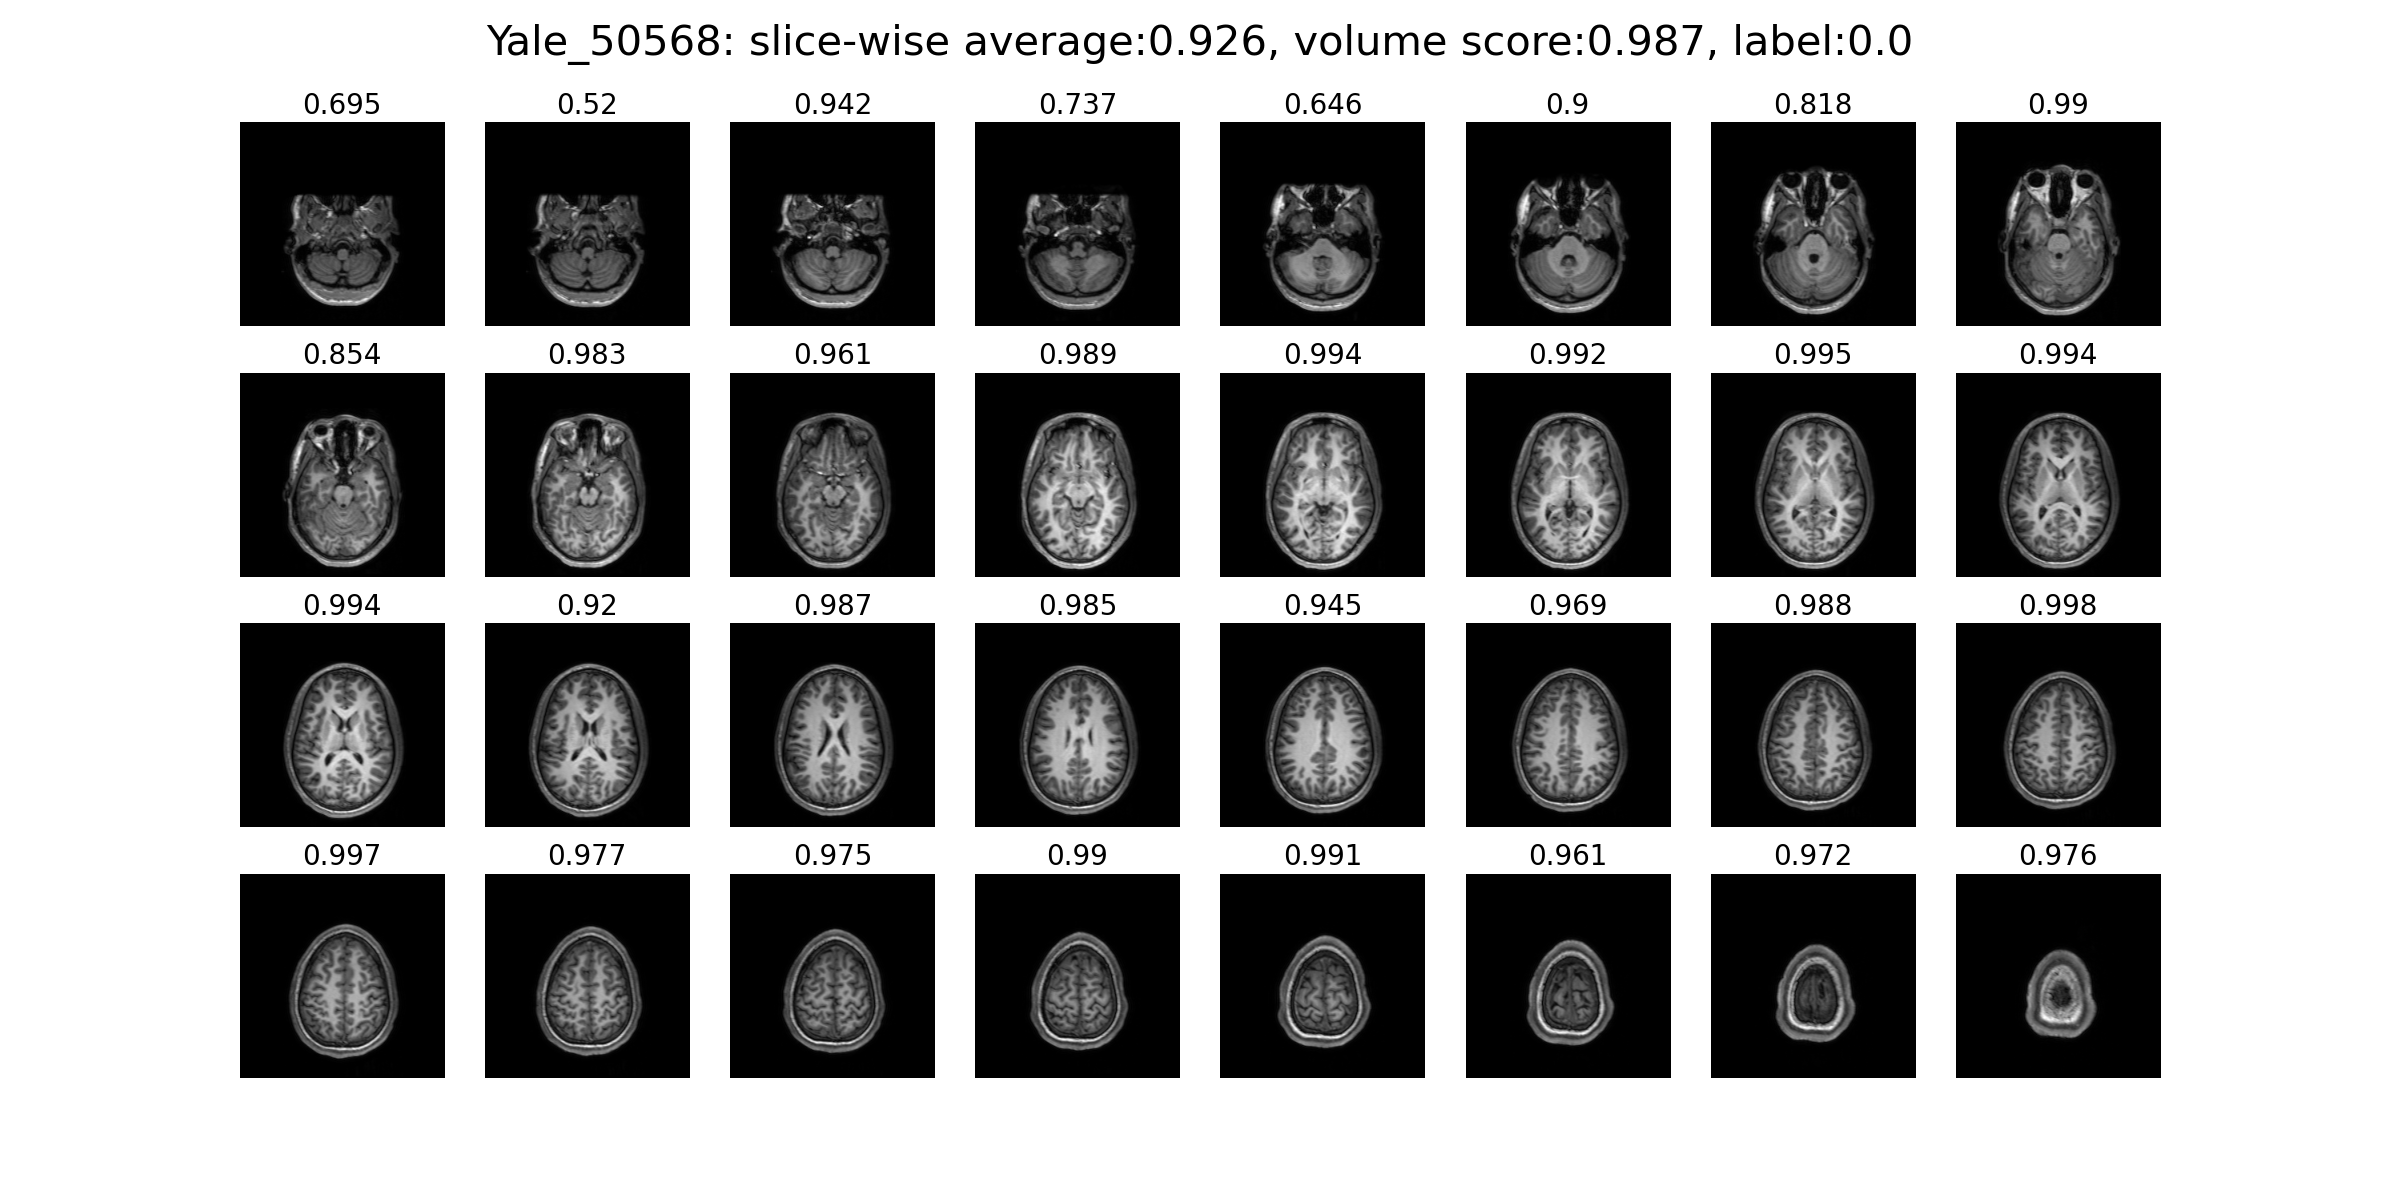 Yale_50568: slice-wise average:0.926, volume score:0.987, label:0.0
0.695 0.52 0.942 0.737 0.646 0.9 0.818 0.99
0.854 0.983 0.961 0.989 0.994 0.992 0.995 0.994
0.994 0.92 0.987 0.985 0.945 0.969 0.988 0.998
0.997 0.977 0.975 0.99 0.991 0.961 0.972 0.976